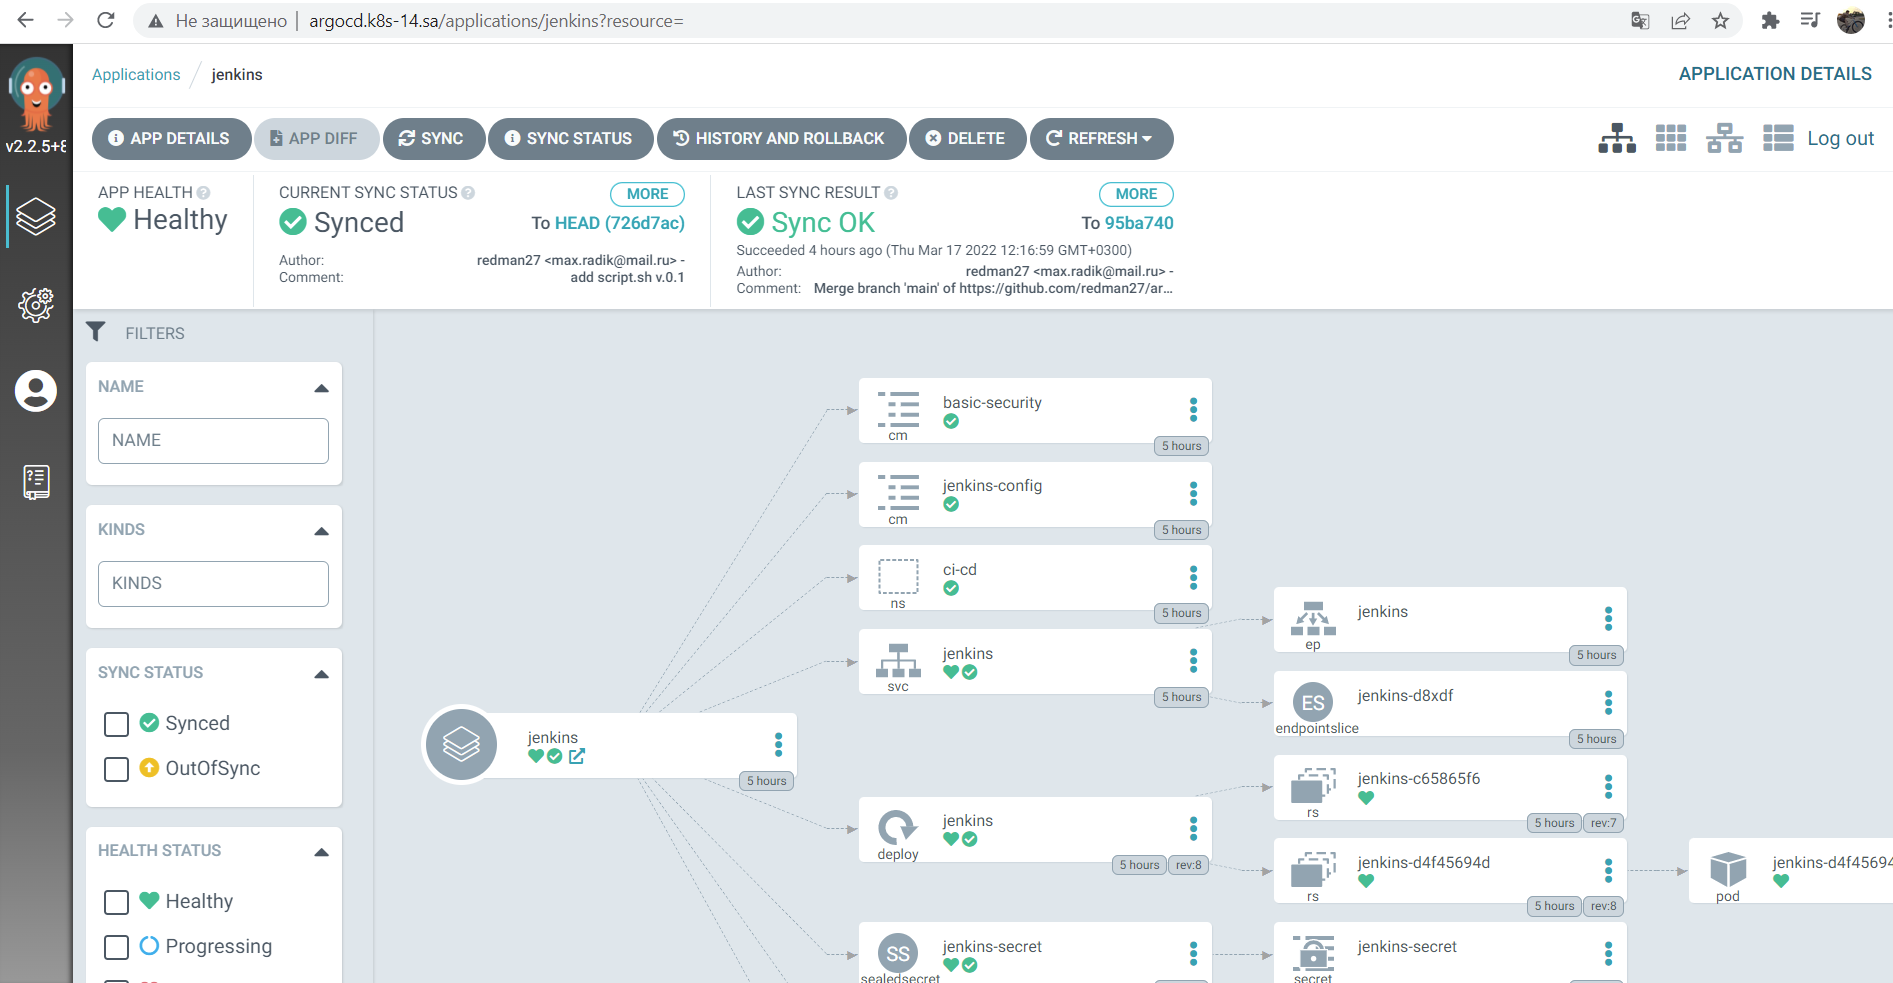 Не защищено | argocd.k8s-14.sa/applications/jenkins?resource=
Applications / jenkins
APPLICATION DETAILS
v2.2.5+8
APP DETAILS
APP DIFF
SYNC
SYNC STATUS
HISTORY AND ROLLBACK
DELETE
REFRESH
Log out
APP HEALTH
Healthy
CURRENT SYNC STATUS
MORE
Synced
To HEAD (726d7ac)
Author: redman27 <max.radik@mail.ru> -
Comment: add script.sh v.0.1
LAST SYNC RESULT
MORE
Sync OK
To 95ba740
Succeeded 4 hours ago (Thu Mar 17 2022 12:16:59 GMT+0300)
Author: redman27 <max.radik@mail.ru> -
Comment: Merge branch 'main' of https://github.com/redman27/ar...
FILTERS
NAME
NAME
KINDS
KINDS
SYNC STATUS
Synced
OutOfSync
HEALTH STATUS
Healthy
Progressing
jenkins
5 hours
basic-security
cm
5 hours
jenkins-config
cm
5 hours
ci-cd
ns
5 hours
jenkins
svc
5 hours
jenkins
deploy
5 hours
rev:8
SS
jenkins-secret
sealedsecret
jenkins
ep
5 hours
ES
jenkins-d8xdf
endpointslice
5 hours
jenkins-c65865f6
rs
5 hours
rev:7
jenkins-d4f45694d
rs
5 hours
rev:8
jenkins-secret
secret
jenkins-d4f45694
pod